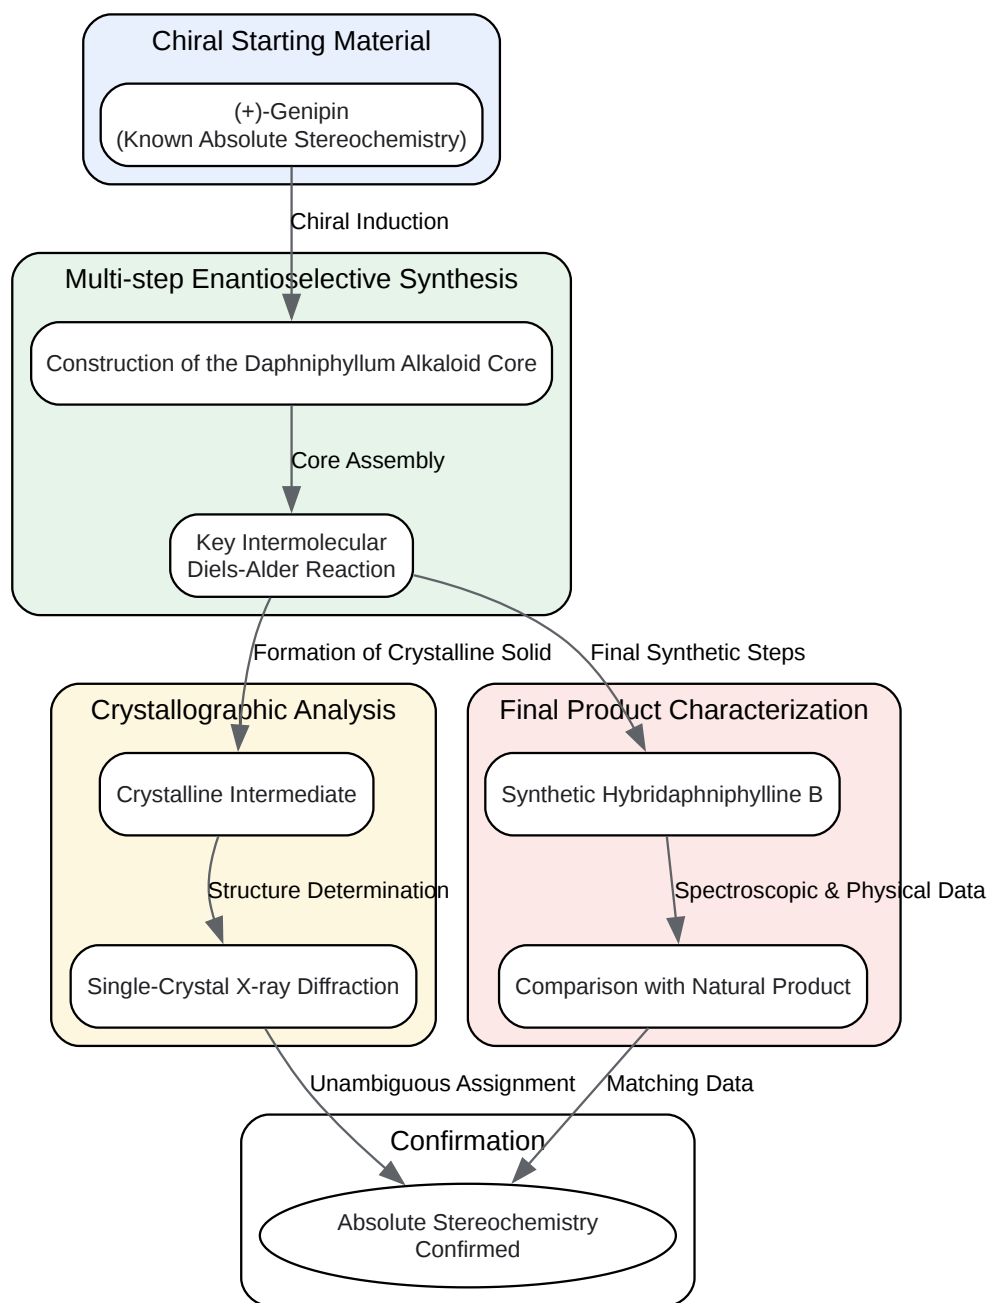 Chiral Starting Material
(+)-Genipin
(Known Absolute Stereochemistry)
Chiral Induction
Multi-step Enantioselective Synthesis
Construction of the Daphniphyllum Alkaloid Core
Core Assembly
Key Intermolecular
Diels-Alder Reaction
Formation of Crystalline Solid
Final Synthetic Steps
Crystallographic Analysis
Final Product Characterization
Crystalline Intermediate
Synthetic Hybridaphniphylline B
Structure Determination
Spectroscopic & Physical Data
Single-Crystal X-ray Diffraction
Comparison with Natural Product
Unambiguous Assignment
Matching Data
Confirmation
Absolute Stereochemistry
Confirmed